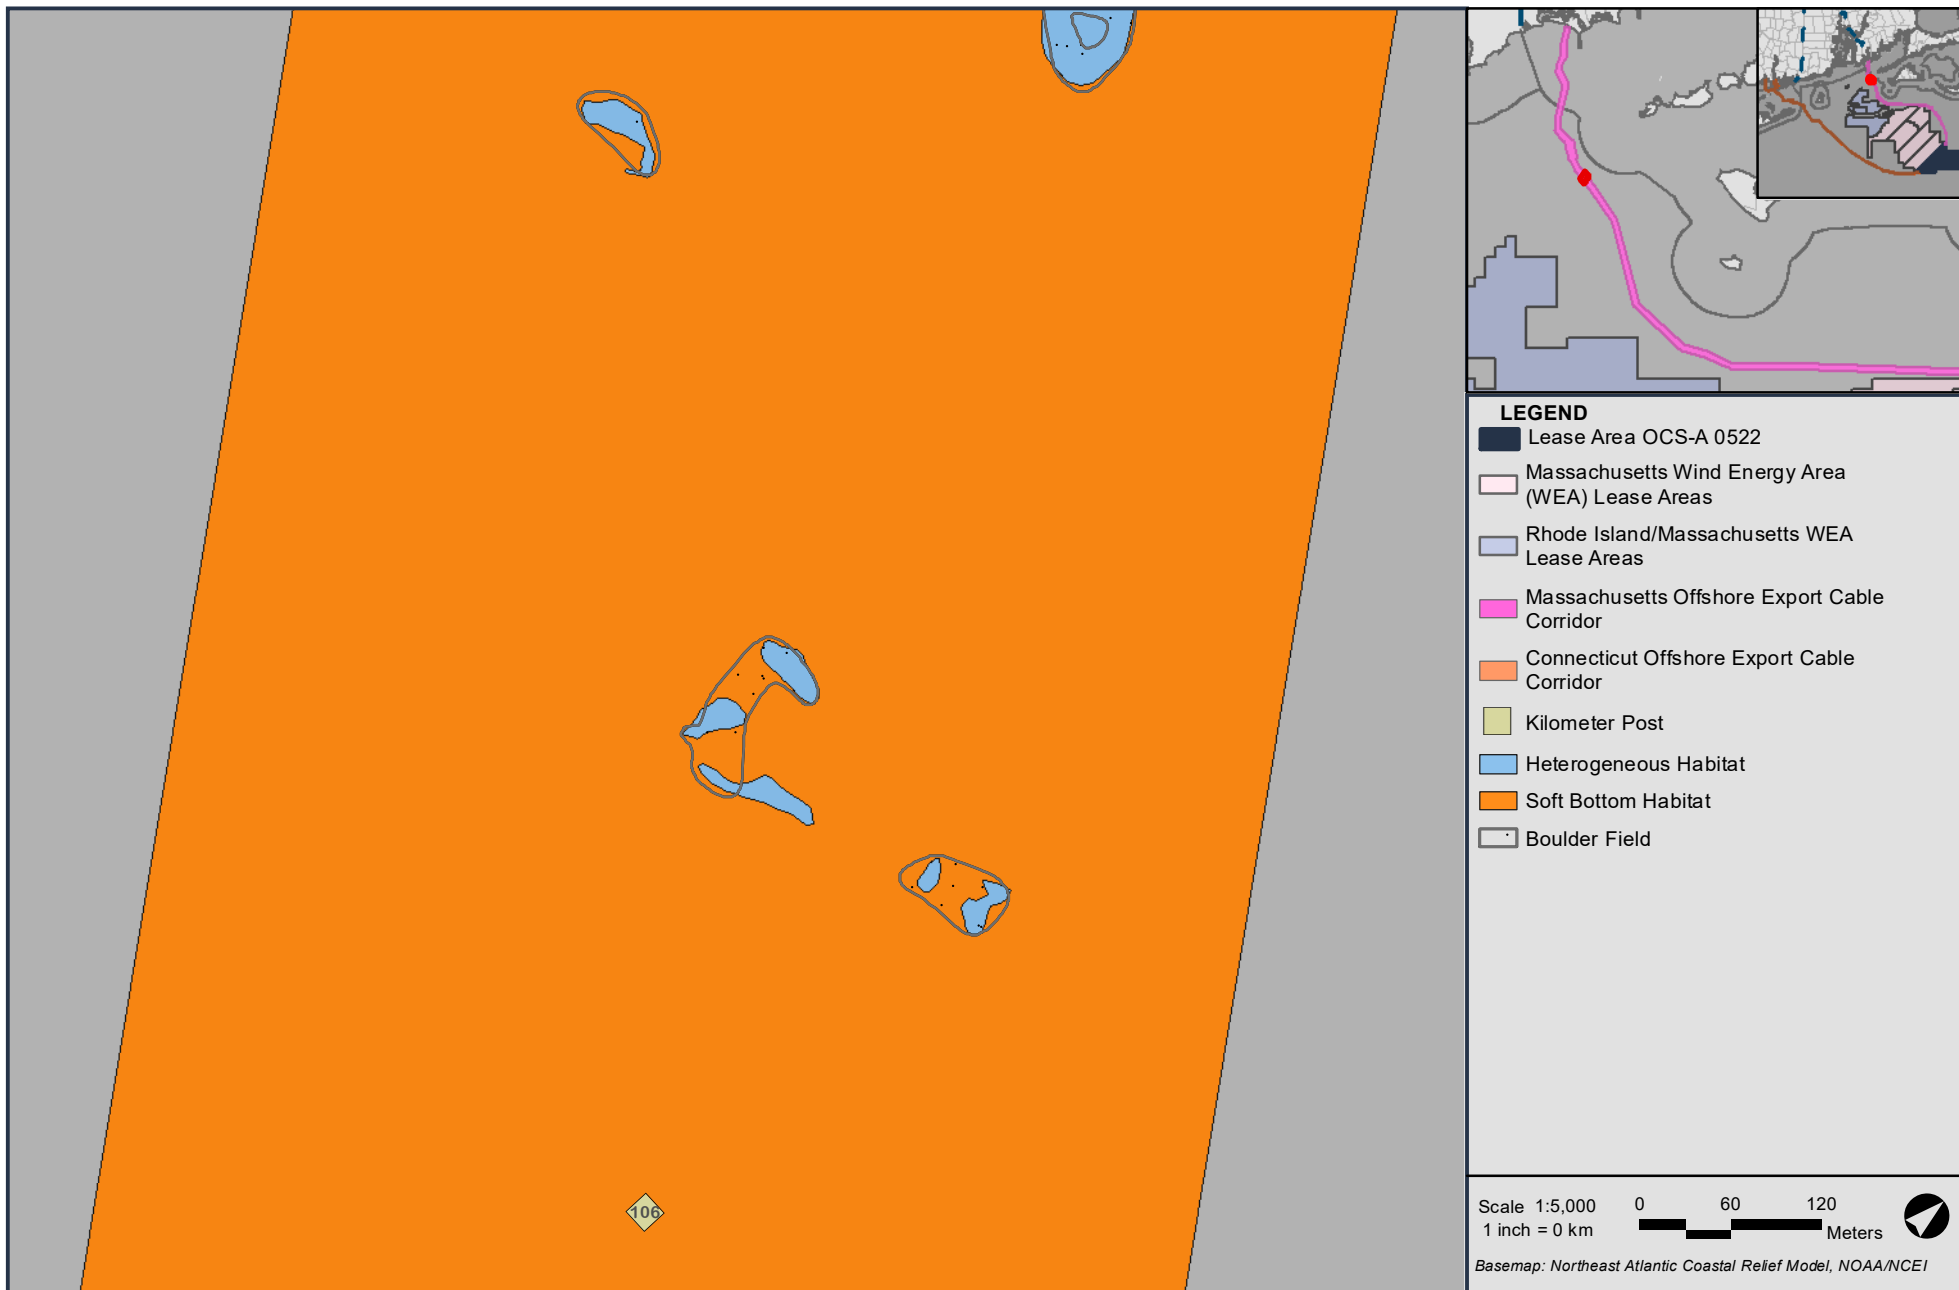 106
LEGEND
Lease Area OCS-A 0522
Massachusetts Wind Energy Area
(WEA) Lease Areas
Rhode Island/Massachusetts WEA
Lease Areas
Massachusetts Offshore Export Cable
Corridor
Connecticut Offshore Export Cable
Corridor
Kilometer Post
Heterogeneous Habitat
Soft Bottom Habitat
Boulder Field
Scale 1:5,000
1 inch = 0 km
0 60 120
Meters
Basemap: Northeast Atlantic Coastal Relief Model, NOAA/NCEI